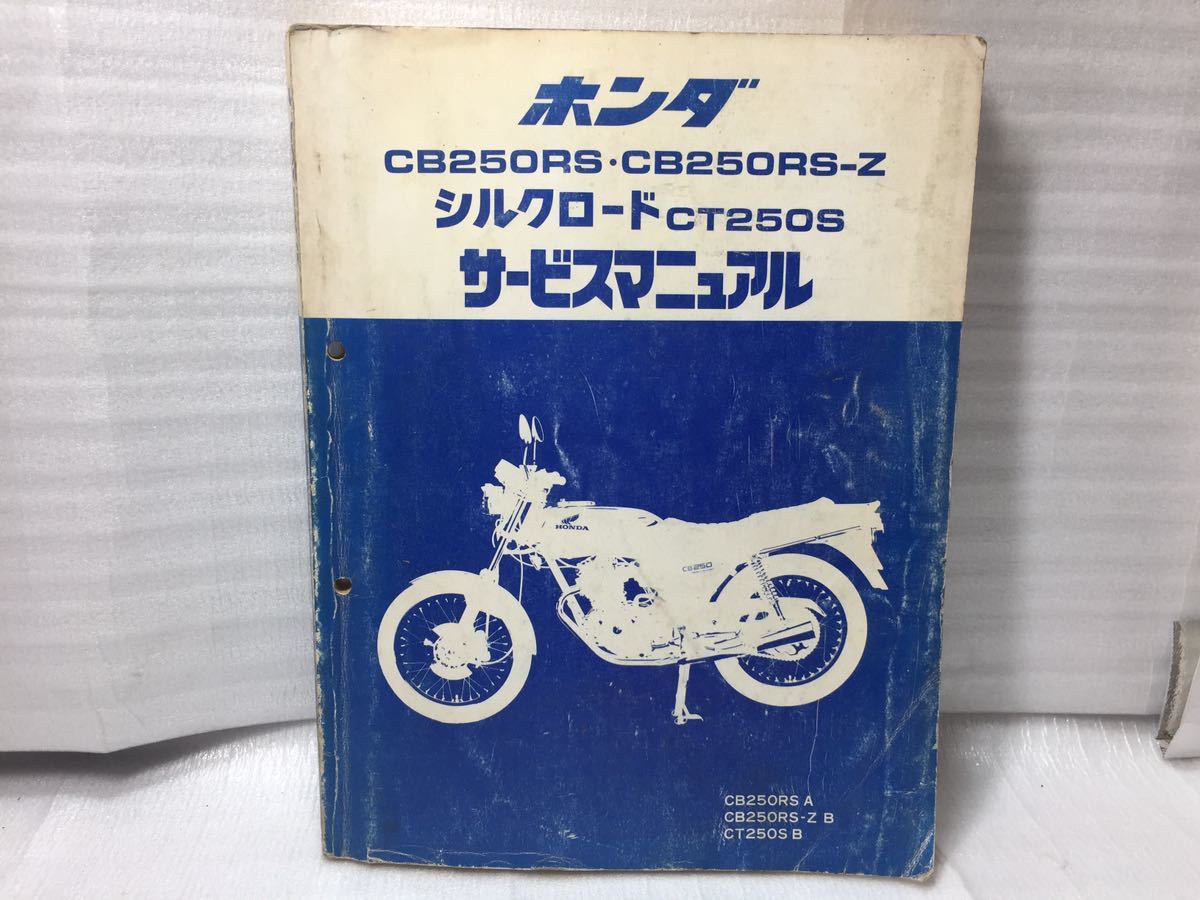 ホンダ
CB250RS・CB250RS-Z
シルクロードCT250S
サービスマニュアル
HONDA
CB250
CB250RS A
CB250RS-Z B
CT250S B